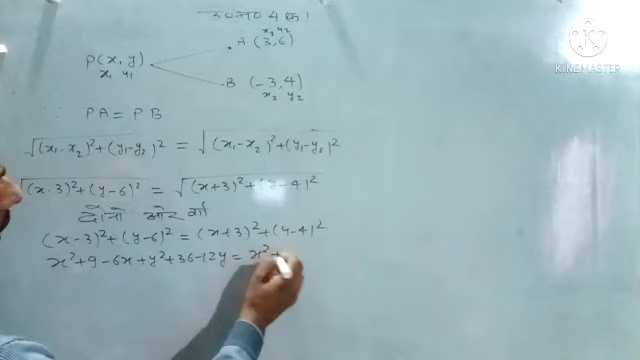 उ०म० 4 का
x₂ y₂
A (3,6)
P(x, y)
x₁ y₁
B (-3,4)
x₂ y₂
∴ PA = PB
√(x₁-x₂)²+(y₁-y₂)² = √(x₁-x₂)²+(y₁-y₂)²
√(x-3)²+(y-6)² = √(x+3)²+(y-4)²
दोनों ओर वर्ग
(x-3)²+(y-6)² = (x+3)²+(y-4)²
x²+9-6x+y²+36-12y = x²+
KINEMASTER